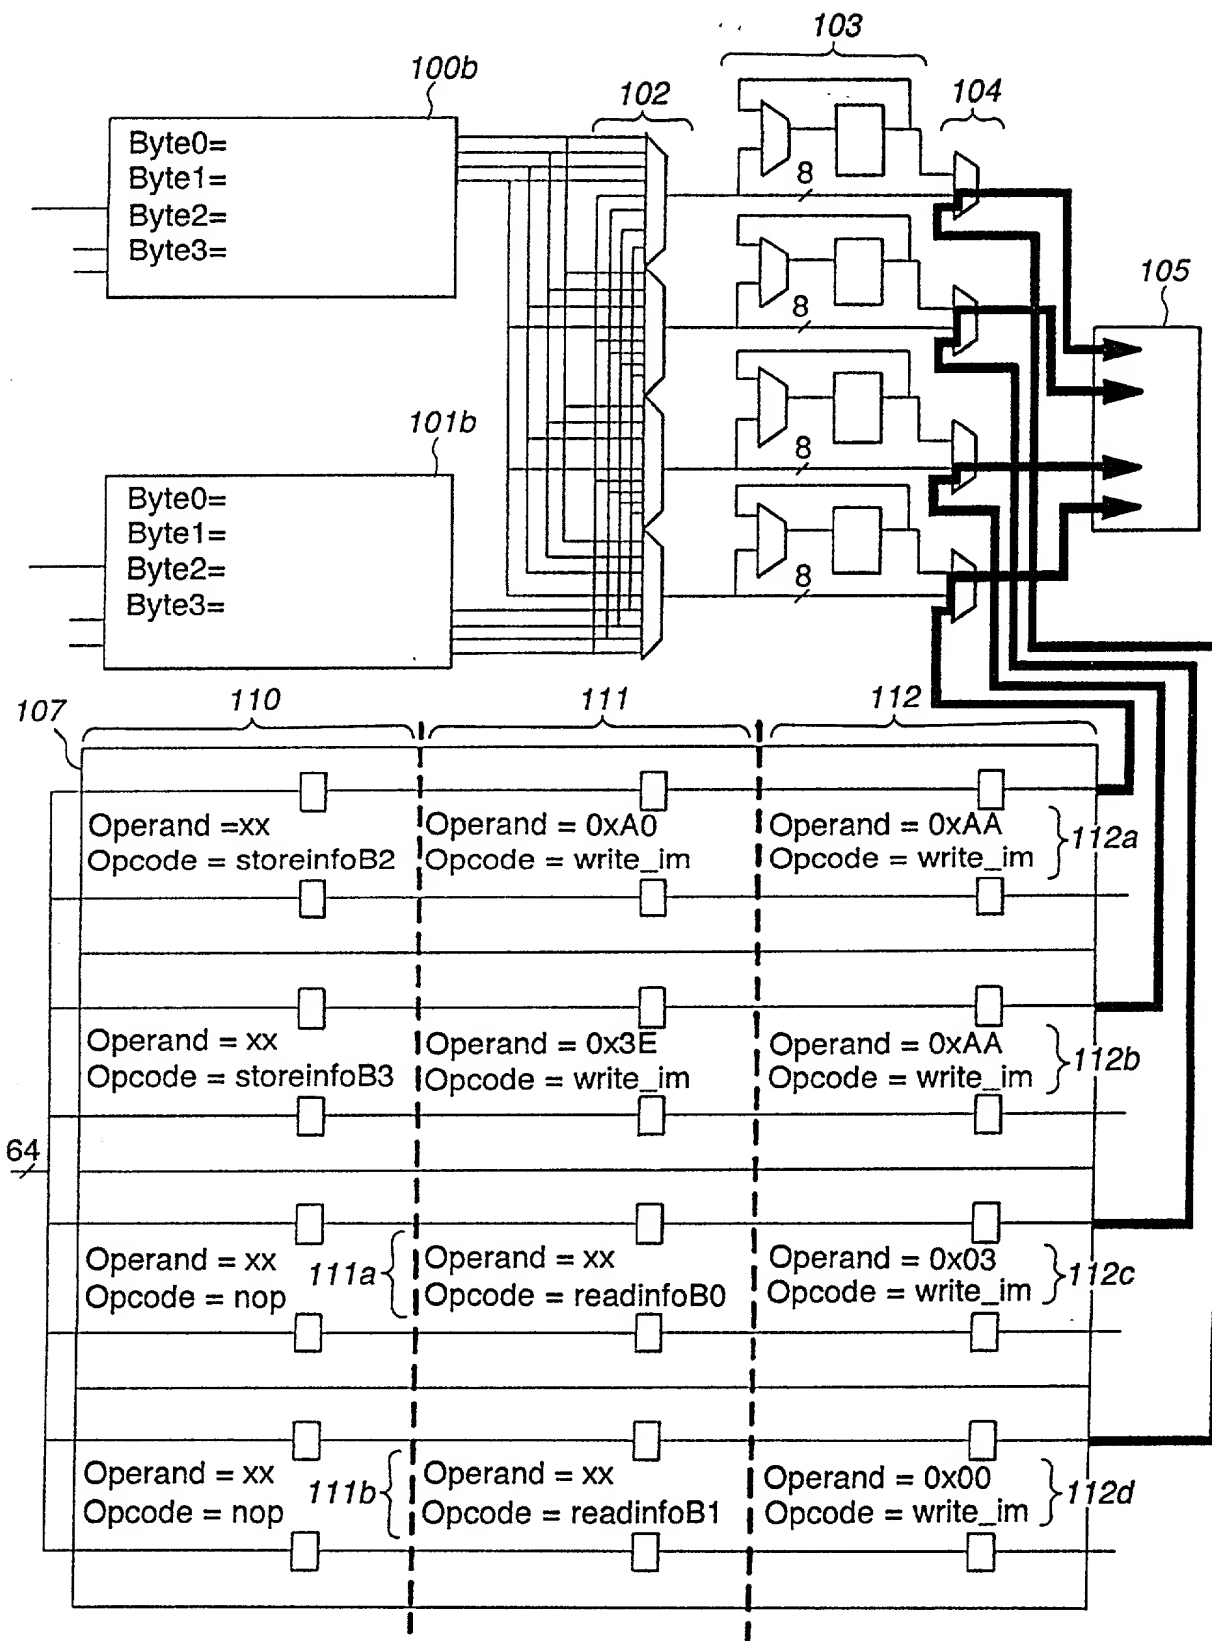 103
100b
102
104
Byte0=
Byte1=
Byte2=
Byte3=
8
105
8
101b
8
Byte0=
Byte1=
Byte2=
Byte3=
8
107
110
111
112
Operand =xx
Opcode = storeinfoB2
Operand = 0xA0
Opcode = write_im
Operand = 0xAA
Opcode = write_im
112a
Operand = xx
Opcode = storeinfoB3
Operand = 0x3E
Opcode = write_im
Operand = 0xAA
Opcode = write_im
112b
64
Operand = xx
Opcode = nop
111a
Operand = xx
Opcode = readinfoB0
Operand = 0x03
Opcode = write_im
112c
Operand = xx
Opcode = nop
111b
Operand = xx
Opcode = readinfoB1
Operand = 0x00
Opcode = write_im
112d